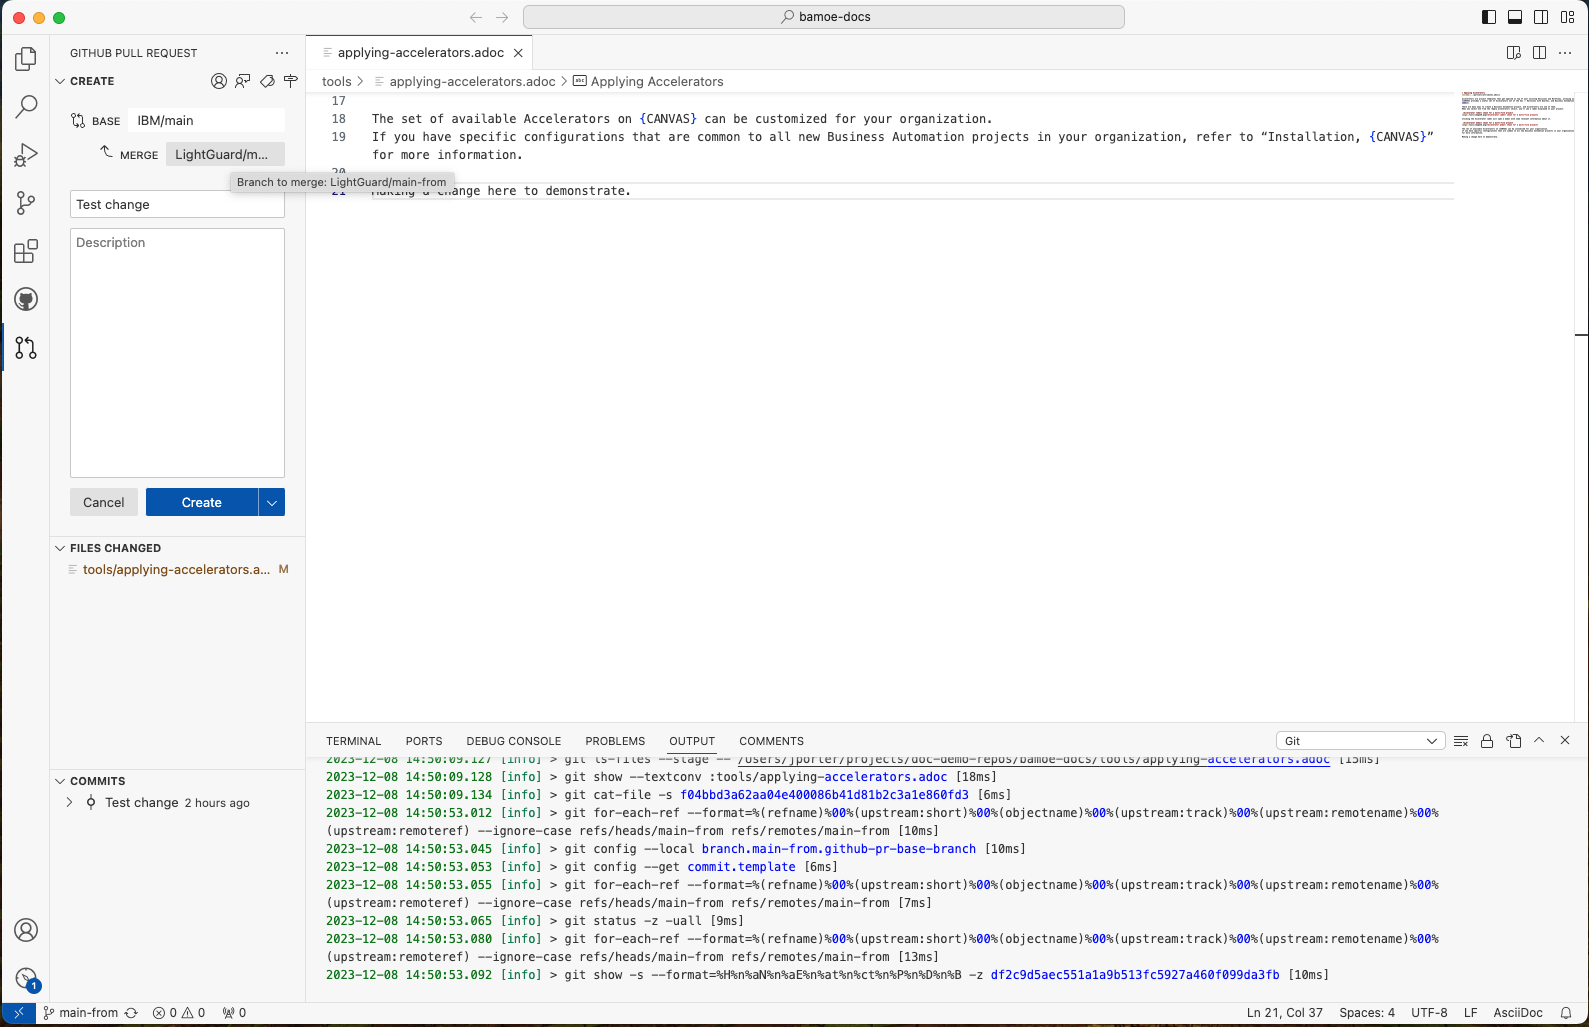 bamoe-docs
GITHUB PULL REQUEST
CREATE
BASE IBM/main
MERGE LightGuard/m...
Branch to merge: LightGuard/main-from
Test change
Description
Cancel Create
FILES CHANGED
tools/applying-accelerators.a... M
COMMITS
Test change 2 hours ago
applying-accelerators.adoc
tools > applying-accelerators.adoc > Applying Accelerators
17
18 The set of available Accelerators on {CANVAS} can be customized for your organization.
19 If you have specific configurations that are common to all new Business Automation projects in your organization, refer to “Installation, {CANVAS}”
for more information.
20
21 Making a change here to demonstrate.
TERMINAL PORTS DEBUG CONSOLE PROBLEMS OUTPUT COMMENTS Git
2023-12-08 14:50:09.127 [info] > git ls-files --stage -- /Users/jporter/projects/doc-demo-repos/bamoe-docs/tools/applying-accelerators.adoc [15ms]
2023-12-08 14:50:09.128 [info] > git show --textconv :tools/applying-accelerators.adoc [18ms]
2023-12-08 14:50:09.134 [info] > git cat-file -s f04bbd3a62aa04e400086b41d81b2c3a1e860fd3 [6ms]
2023-12-08 14:50:53.012 [info] > git for-each-ref --format=%(refname)%00%(upstream:short)%00%(objectname)%00%(upstream:track)%00%(upstream:remotename)%00%
(upstream:remoteref) --ignore-case refs/heads/main-from refs/remotes/main-from [10ms]
2023-12-08 14:50:53.045 [info] > git config --local branch.main-from.github-pr-base-branch [10ms]
2023-12-08 14:50:53.053 [info] > git config --get commit.template [6ms]
2023-12-08 14:50:53.055 [info] > git for-each-ref --format=%(refname)%00%(upstream:short)%00%(objectname)%00%(upstream:track)%00%(upstream:remotename)%00%
(upstream:remoteref) --ignore-case refs/heads/main-from refs/remotes/main-from [7ms]
2023-12-08 14:50:53.065 [info] > git status -z -uall [9ms]
2023-12-08 14:50:53.080 [info] > git for-each-ref --format=%(refname)%00%(upstream:short)%00%(objectname)%00%(upstream:track)%00%(upstream:remotename)%00%
(upstream:remoteref) --ignore-case refs/heads/main-from refs/remotes/main-from [13ms]
2023-12-08 14:50:53.092 [info] > git show -s --format=%H%n%aN%n%aE%n%at%n%ct%n%P%n%D%n%B -z df2c9d5aec551a1a9b513fc5927a460f099da3fb [10ms]
1
main-from 0 0 0 Ln 21, Col 37 Spaces: 4 UTF-8 LF AsciiDoc